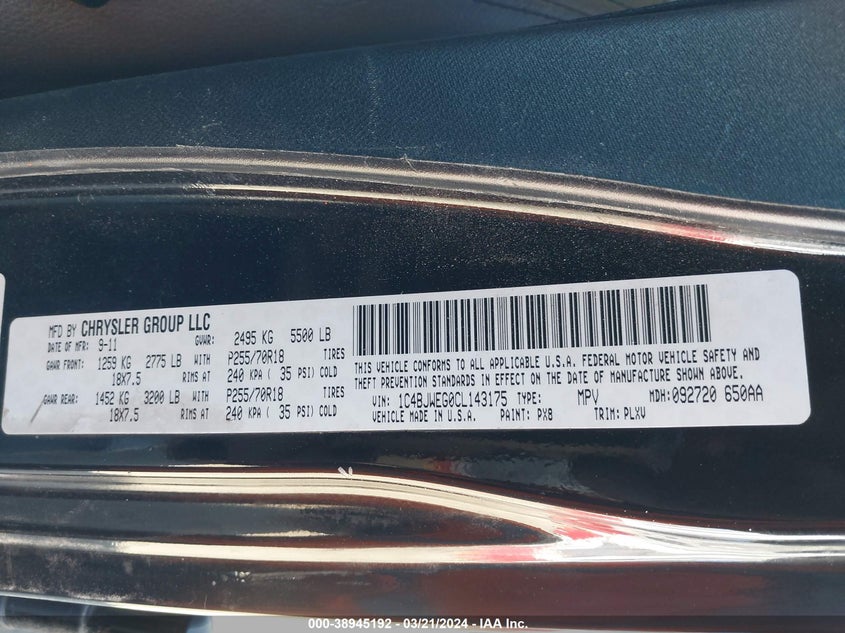 MFD BY CHRYSLER GROUP LLC
DATE OF MFR: 9-11 GVWR: 2495 KG 5500 LB
GAWR FRONT: 1259 KG 2775 LB WITH P255/70R18 TIRES
18X7.5 RIMS AT 240 KPA ( 35 PSI) COLD
GAWR REAR: 1452 KG 3200 LB WITH P255/70R18 TIRES
18X7.5 RIMS AT 240 KPA ( 35 PSI) COLD
THIS VEHICLE CONFORMS TO ALL APPLICABLE U.S.A. FEDERAL MOTOR VEHICLE SAFETY AND
THEFT PREVENTION STANDARDS IN EFFECT ON THE DATE OF MANUFACTURE SHOWN ABOVE.
VIN: 1C4BJWEG0CL143175 TYPE: MPV MDH: 092720 650AA
VEHICLE MADE IN U.S.A. PAINT: PX8 TRIM: PLXV
000-38945192 - 03/21/2024 - IAA Inc.